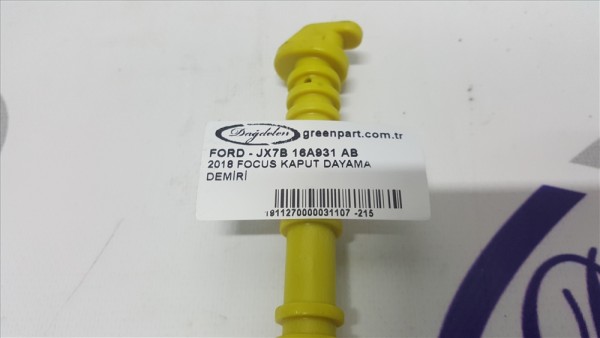 Dağdelen
greenpart.com.tr
FORD - JX7B 16A931 AB
2018 FOCUS KAPUT DAYAMA
DEMİRİ
1911270000031107 -215